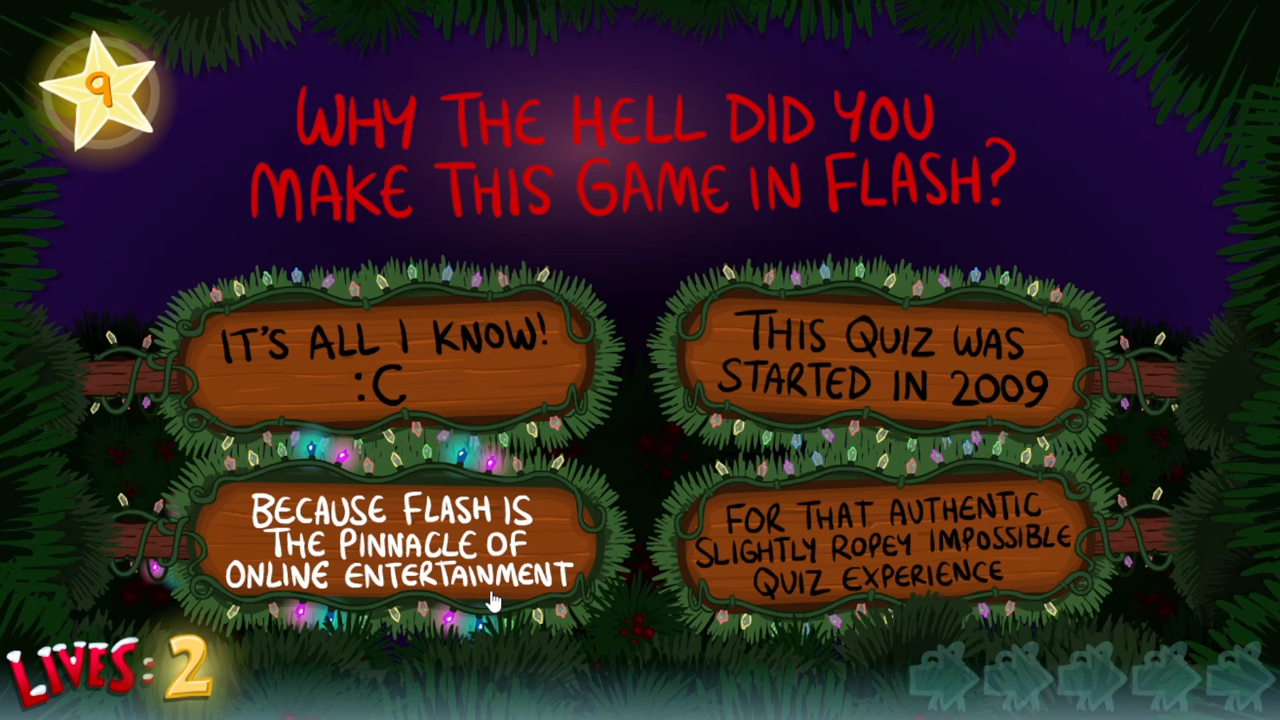 9
WHY THE HELL DID YOU
MAKE THIS GAME IN FLASH?
IT'S ALL I KNOW!
:C
THIS QUIZ WAS
STARTED IN 2009
BECAUSE FLASH IS
THE PINNACLE OF
ONLINE ENTERTAINMENT
FOR THAT AUTHENTIC
SLIGHTLY ROPEY IMPOSSIBLE
QUIZ EXPERIENCE
LIVES: 2